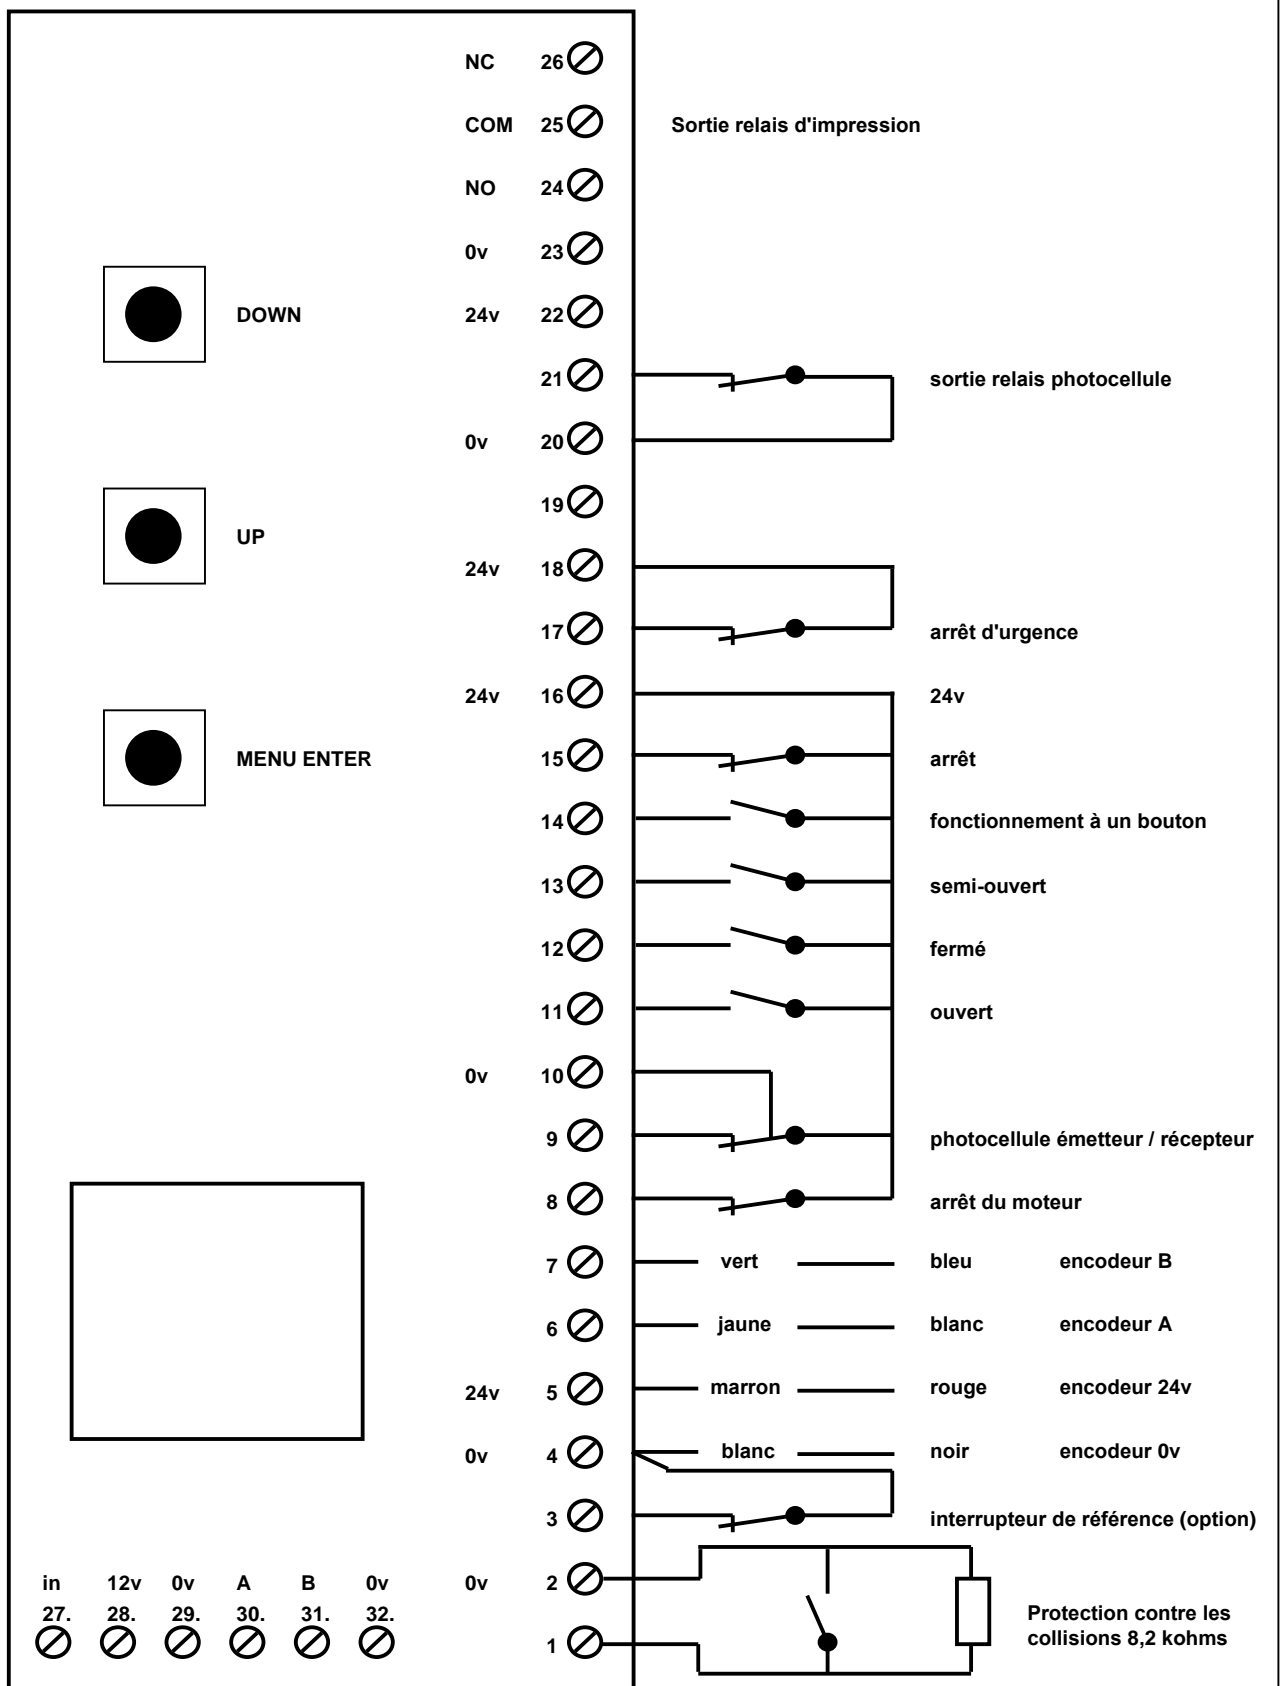 NC 26
COM 25 Sortie relais d'impression
NO 24
0v 23
DOWN 24v 22
21 sortie relais photocellule
0v 20
19
UP
24v 18
17 arrêt d'urgence
24v 16 24v
MENU ENTER 15 arrêt
14 fonctionnement à un bouton
13 semi-ouvert
12 fermé
11 ouvert
0v 10
9 photocellule émetteur / récepteur
8 arrêt du moteur
7 vert bleu encodeur B
6 jaune blanc encodeur A
24v 5 marron rouge encodeur 24v
0v 4 blanc noir encodeur 0v
3 interrupteur de référence (option)
in 12v 0v A B 0v 0v 2
27. 28. 29. 30. 31. 32. Protection contre les
1 collisions 8,2 kohms